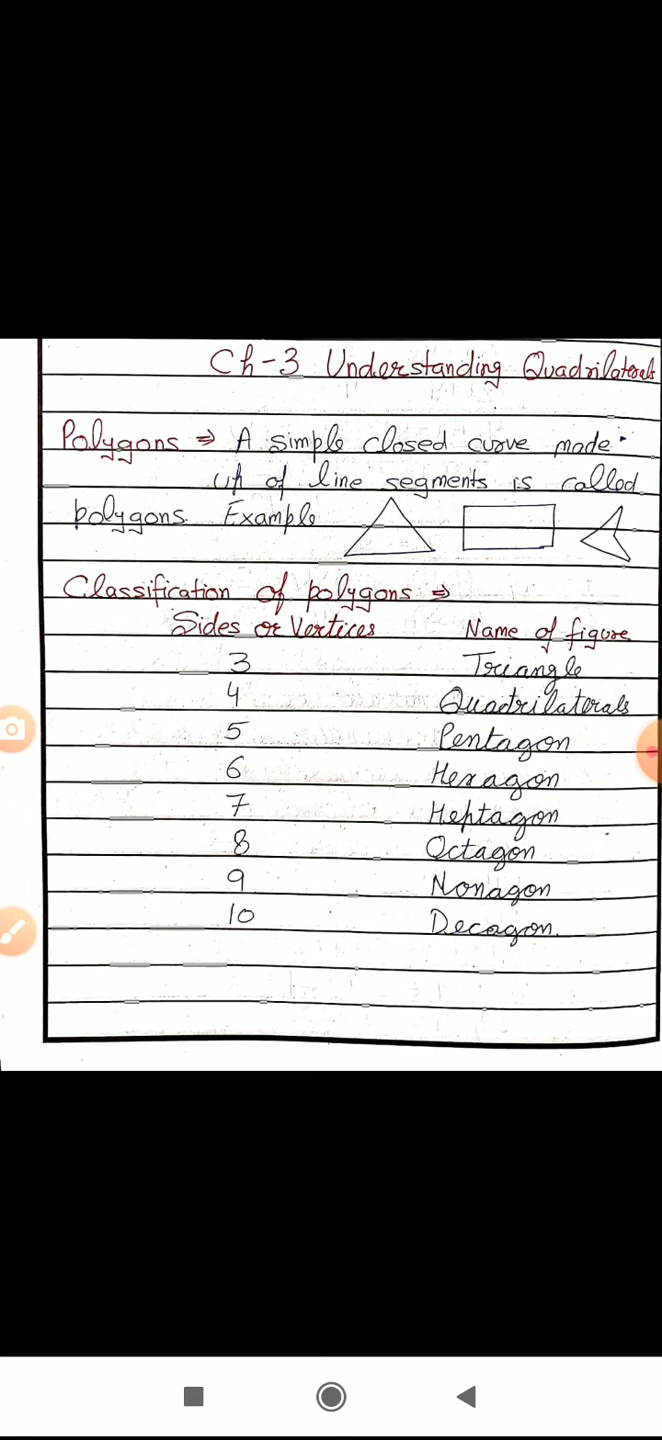 Ch-3 Understanding Quadrilaterals
Polygons ⇒ A simple closed curve made
up of line segments is called
polygons. Example
Classification of polygons ⇒
Sides or Vertices Name of figure
3 Triangle
4 Quadrilaterals
5 Pentagon
6 Hexagon
7 Heptagon
8 Octagon
9 Nonagon
10 Decagon.